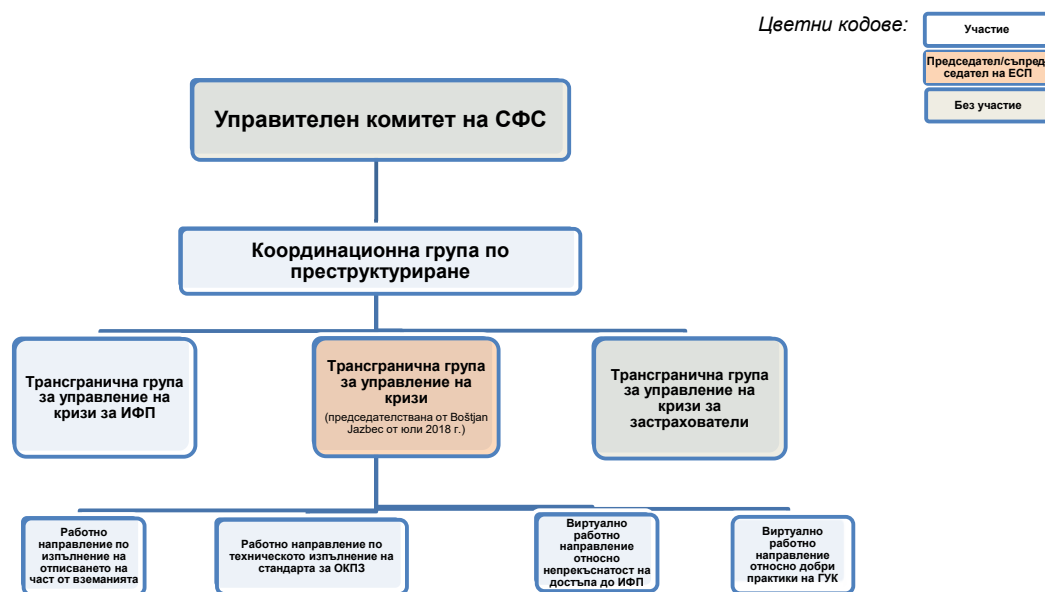 Цветни кодове:
Участие
Председател/съпред
седател на ЕСП
Без участие
Управителен комитет на СФС
Координационна група по
преструктуриране
Трансгранична група
за управление на
кризи за ИФП
Трансгранична група
за управление на
кризи
(председателствана от Boštjan
Jazbec от юли 2018 г.)
Трансгранична група
за управление на
кризи за
застрахователи
Работно
направление по
изпълнение на
отписването на
част от вземанията
Работно направление по
техническото изпълнение на
стандарта за ОКПЗ
Виртуално
работно
направление
относно
непрекъснатост на
достъпа до ИФП
Виртуално
работно
направление
относно добри
практики на ГУК